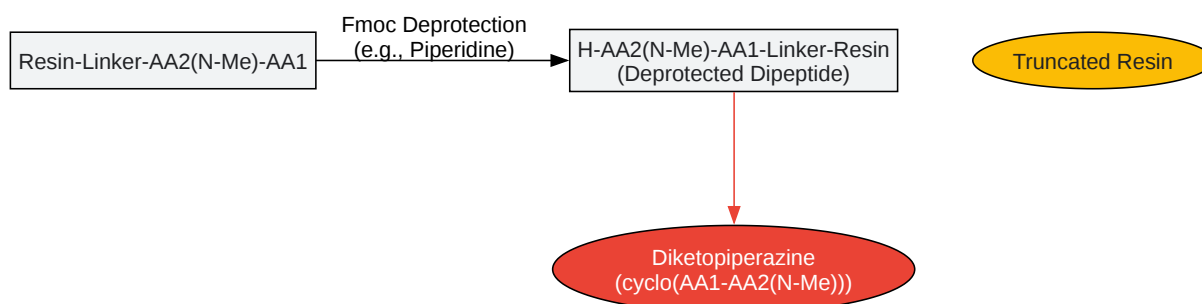 Resin-Linker-AA2(N-Me)-AA1
Fmoc Deprotection
(e.g., Piperidine)
H-AA2(N-Me)-AA1-Linker-Resin
(Deprotected Dipeptide)
Truncated Resin
Diketopiperazine
(cyclo(AA1-AA2(N-Me)))